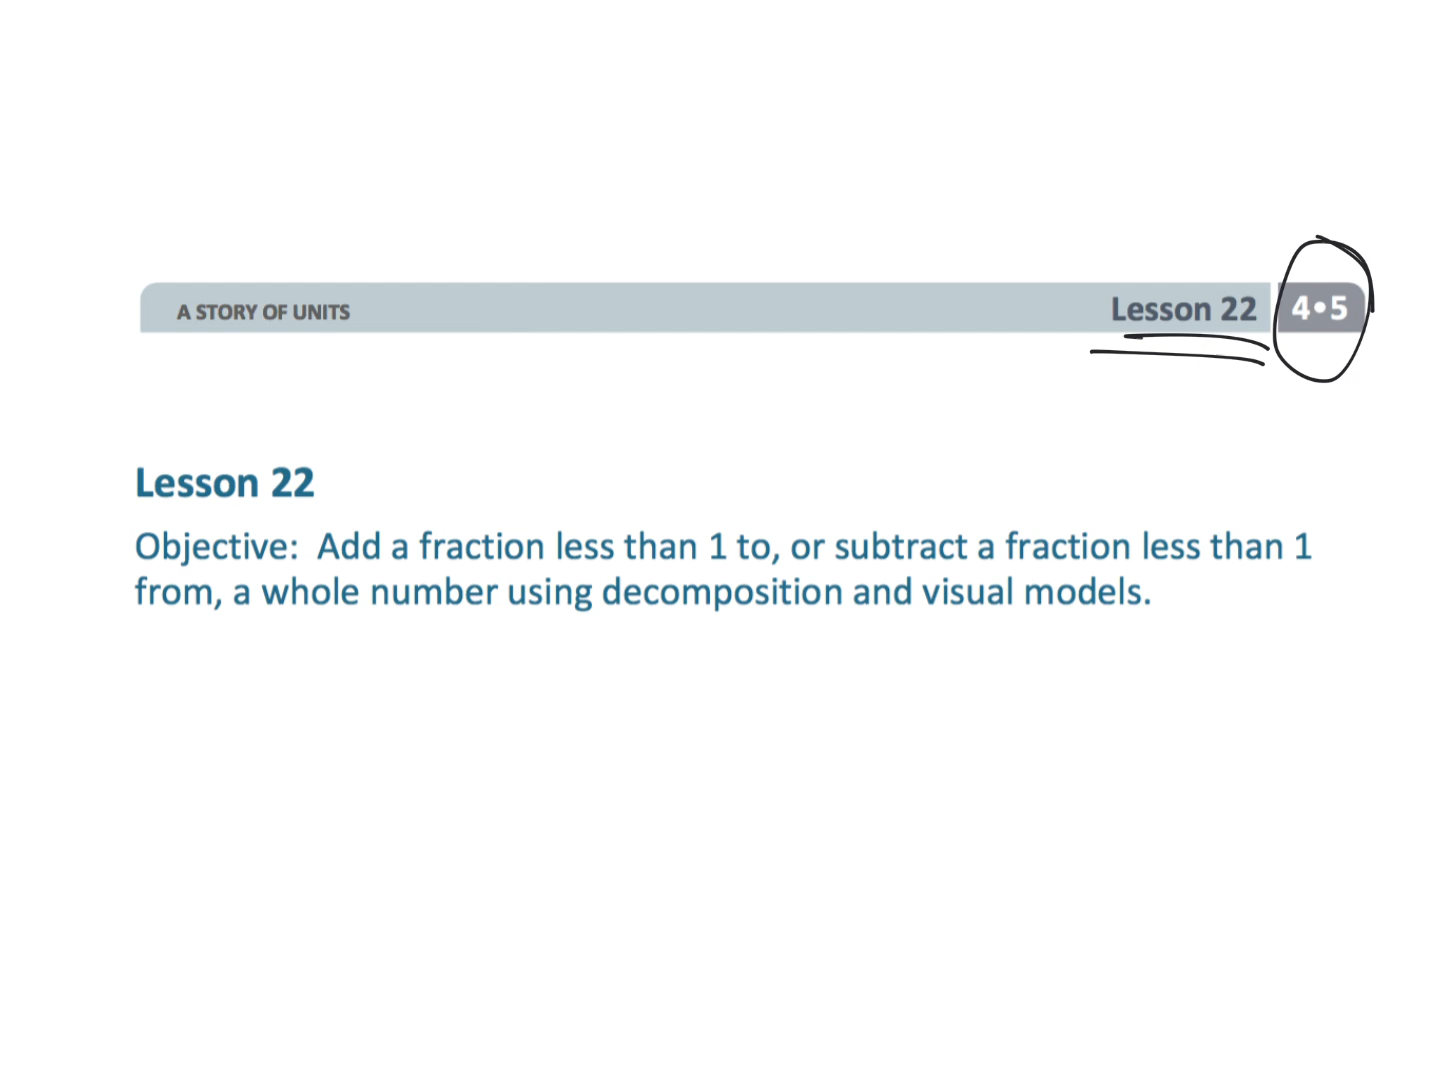 A STORY OF UNITS Lesson 22 4•5
Lesson 22
Objective: Add a fraction less than 1 to, or subtract a fraction less than 1
from, a whole number using decomposition and visual models.